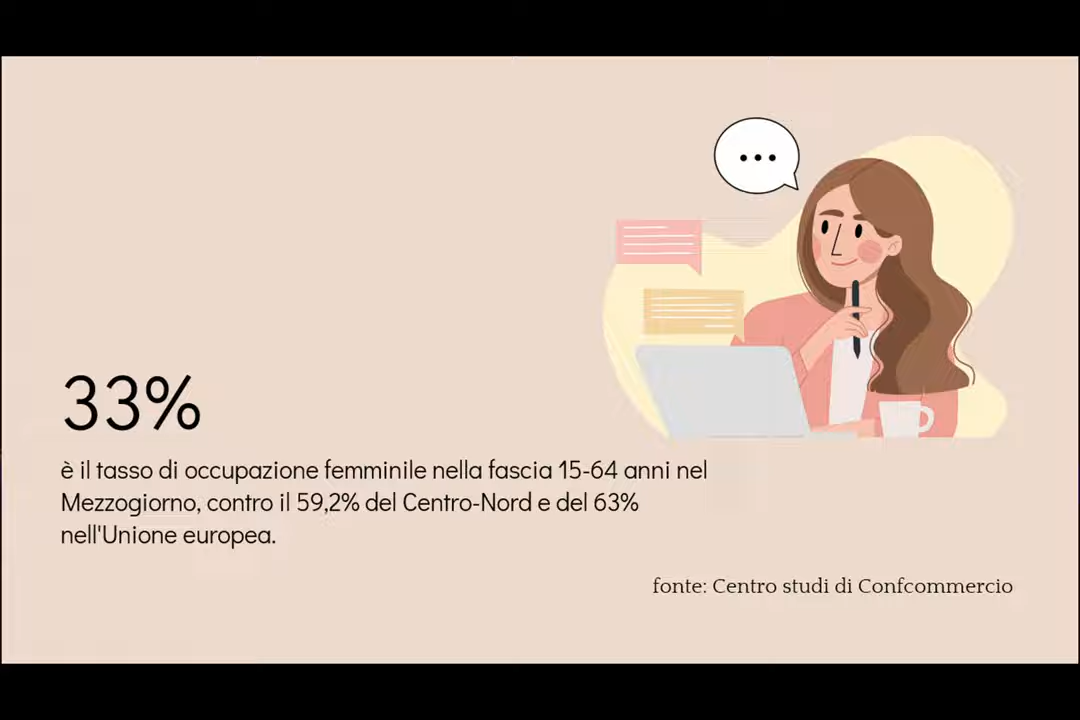 33%
è il tasso di occupazione femminile nella fascia 15-64 anni nel
Mezzogiorno, contro il 59,2% del Centro-Nord e del 63%
nell'Unione europea.
fonte: Centro studi di Confcommercio